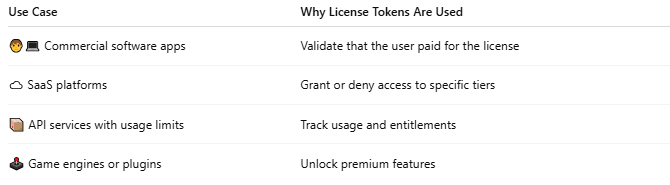 Use Case Why License Tokens Are Used
🧑‍💻 Commercial software apps Validate that the user paid for the license
☁ SaaS platforms Grant or deny access to specific tiers
📦 API services with usage limits Track usage and entitlements
🕹 Game engines or plugins Unlock premium features